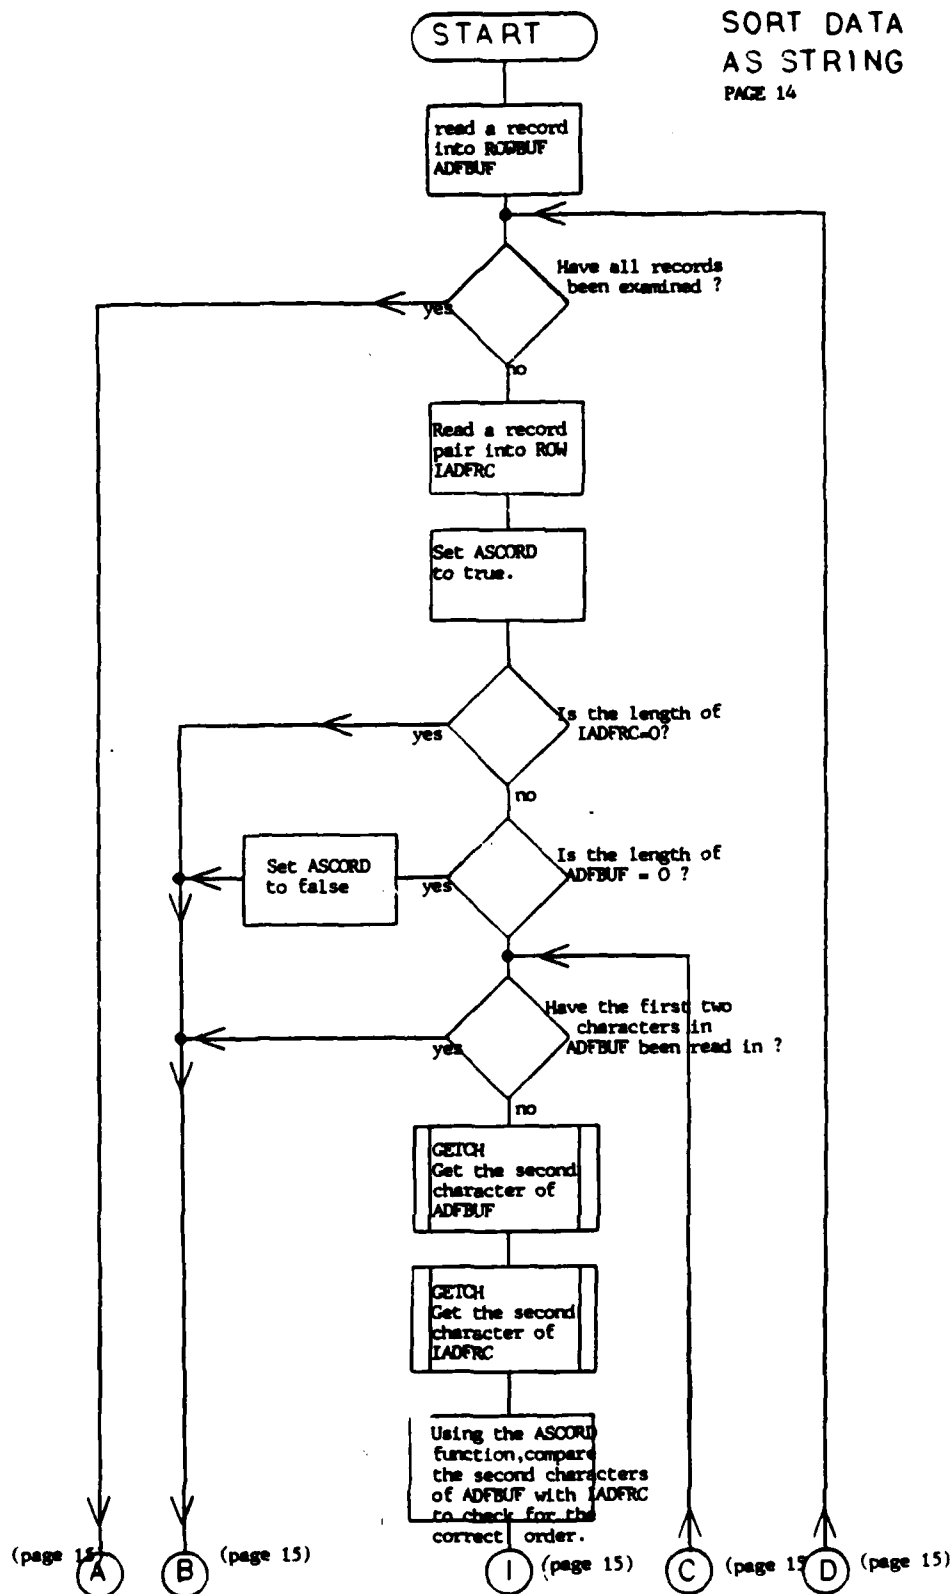 START
SORT DATA
AS STRING
PAGE 14
read a record
into ROWBUF
ADFBUF
Have all records
been examined ?
yes
no
Read a record
pair into ROW
IADFRC
Set ASCORD
to true.
Is the length of
IADFRC=0?
yes
no
Set ASCORD
to false
yes
Is the length of
ADFBUF = 0 ?
Have the first two
characters in
ADFBUF been read in ?
yes
no
GETCH
Get the second
character of
ADFBUF
GETCH
Get the second
character of
IADFRC
Using the ASCORD
function,compare
the second characters
of ADFBUF with IADFRC
to check for the
correct order.
(page 15
A
B
(page 15)
I
(page 15)
C
(page 15
D
(page 15)